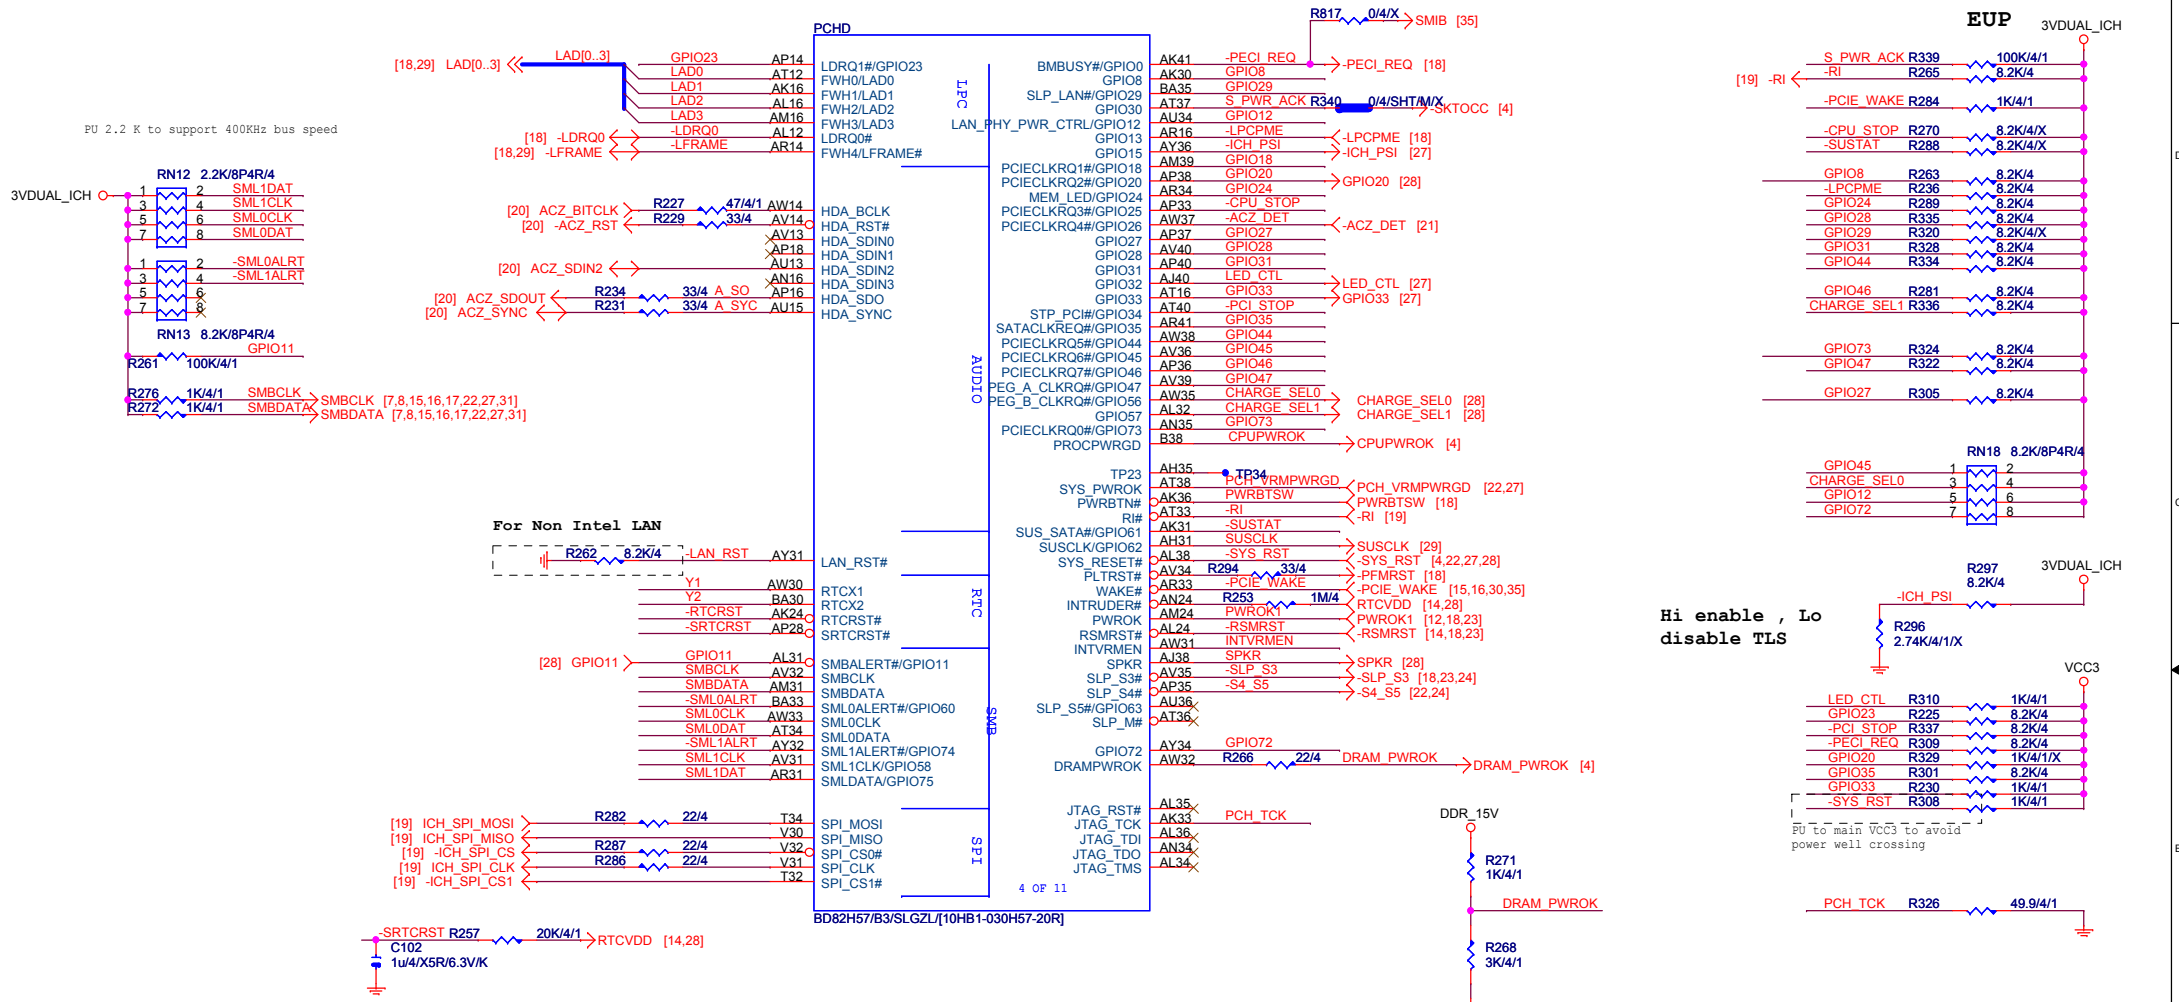 PU 2.2 K to support 400KHz bus speed
3VDUAL_ICH
RN12 2.2K/8P4R/4
1 2 SML1DAT
3 4 SML1CLK
5 6 SML0CLK
7 8 SML0DAT
1 2 -SML0ALRT
3 4 -SML1ALRT
5 6
7 8
RN13 8.2K/8P4R/4
GPIO11
R261 100K/4/1
R276 1K/4/1 SMBCLK SMBCLK [7,8,15,16,17,22,27,31]
R272 1K/4/1 SMBDATA SMBDATA [7,8,15,16,17,22,27,31]
[18,29] LAD[0..3] LAD[0..3]
GPIO23 AP14
LAD0 AT12
LAD1 AK16
LAD2 AL16
LAD3 AM16
[18] -LDRQ0 -LDRQ0 AL12
[18,29] -LFRAME -LFRAME AR14
[20] ACZ_BITCLK R227 47/4/1 AW14
[20] -ACZ_RST R229 33/4 AV14
AV13
AP18
[20] ACZ_SDIN2 AU13
AN16
[20] ACZ_SDOUT R234 33/4 A_SO AP16
[20] ACZ_SYNC R231 33/4 A_SYC AU15
For Non Intel LAN
R262 8.2K/4 -LAN_RST AY31
Y1 AW30
Y2 BA30
-RTCRST AK24
-SRTCRST AP28
[28] GPIO11 GPIO11 AL31
SMBCLK AV32
SMBDATA AM31
-SML0ALRT BA33
SML0CLK AW33
SML0DAT AT34
-SML1ALRT AY32
SML1CLK AV31
SML1DAT AR31
[19] ICH_SPI_MOSI R282 22/4 T34
[19] ICH_SPI_MISO V30
[19] -ICH_SPI_CS R287 22/4 V32
[19] ICH_SPI_CLK R286 22/4 V31
[19] -ICH_SPI_CS1 T32
-SRTCRST R257 20K/4/1 RTCVDD [14,28]
C102
1u/4/X5R/6.3V/K
PCHD
LDRQ1#/GPIO23
FWH0/LAD0
FWH1/LAD1
FWH2/LAD2
FWH3/LAD3
LDRQ0#
FWH4/LFRAME#
HDA_BCLK
HDA_RST#
HDA_SDIN0
HDA_SDIN1
HDA_SDIN2
HDA_SDIN3
HDA_SDO
HDA_SYNC
LAN_RST#
RTCX1
RTCX2
RTCRST#
SRTCRST#
SMBALERT#/GPIO11
SMBCLK
SMBDATA
SML0ALERT#/GPIO60
SML0CLK
SML0DATA
SML1ALERT#/GPIO74
SML1CLK/GPIO58
SMLDATA/GPIO75
SPI_MOSI
SPI_MISO
SPI_CS0#
SPI_CLK
SPI_CS1#
LPC
AUDIO
RTC
SMB
SPI
4 OF 11
BD82H57/B3/SLGZL/[10HB1-030H57-20R]
BMBUSY#/GPIO0
GPIO8
SLP_LAN#/GPIO29
GPIO30
LAN_PHY_PWR_CTRL/GPIO12
GPIO13
GPIO15
PCIECLKRQ1#/GPIO18
PCIECLKRQ2#/GPIO20
MEM_LED/GPIO24
PCIECLKRQ3#/GPIO25
PCIECLKRQ4#/GPIO26
GPIO27
GPIO28
GPIO31
GPIO32
GPIO33
STP_PCI#/GPIO34
SATACLKREQ#/GPIO35
PCIECLKRQ5#/GPIO44
PCIECLKRQ6#/GPIO45
PCIECLKRQ7#/GPIO46
PEG_A_CLKRQ#/GPIO47
PEG_B_CLKRQ#/GPIO56
GPIO57
PCIECLKRQ0#/GPIO73
PROCPWRGD
TP23
SYS_PWROK
PWRBTN#
RI#
SUS_SATA#/GPIO61
SUSCLK/GPIO62
SYS_RESET#
PLTRST#
WAKE#
INTRUDER#
PWROK
RSMRST#
INTVRMEN
SPKR
SLP_S3#
SLP_S4#
SLP_S5#/GPIO63
SLP_M#
GPIO72
DRAMPWROK
JTAG_RST#
JTAG_TCK
JTAG_TDI
JTAG_TDO
JTAG_TMS
R817 0/4/X SMIB [35]
AK41 -PECI_REQ -PECI_REQ [18]
AK30 GPIO8
BA35 GPIO29
AT37 S_PWR_ACK R340 0/4/SHT/M/X -SKTOCC [4]
AU34 GPIO12
AR16 -LPCPME -LPCPME [18]
AY36 -ICH_PSI -ICH_PSI [27]
AM39 GPIO18
AP38 GPIO20 GPIO20 [28]
AR34 GPIO24
AP33 -CPU_STOP
AW37 -ACZ_DET -ACZ_DET [21]
AP37 GPIO27
AV40 GPIO28
AP40 GPIO31
AJ40 LED_CTL LED_CTL [27]
AT16 GPIO33 GPIO33 [27]
AT40 -PCI_STOP
AR41 GPIO35
AW38 GPIO44
AV36 GPIO45
AP36 GPIO46
AV39 GPIO47
AW35 CHARGE_SEL0 CHARGE_SEL0 [28]
AL32 CHARGE_SEL1 CHARGE_SEL1 [28]
AN35 GPIO73
B38 CPUPWROK CPUPWROK [4]
AH35 TP34
AT38 PCH_VRMPWRGD PCH_VRMPWRGD [22,27]
AK36 PWRBTSW PWRBTSW [18]
AT33 -RI -RI [19]
AK31 -SUSTAT
AH31 SUSCLK SUSCLK [29]
AL38 -SYS_RST -SYS_RST [4,22,27,28]
AV34 R294 33/4 -PFMRST [18]
AR33 -PCIE_WAKE -PCIE_WAKE [15,16,30,35]
AN24 R253 1M/4 RTCVDD [14,28]
AM24 PWROK1 PWROK1 [12,18,23]
AL24 -RSMRST -RSMRST [14,18,23]
AW31 INTVRMEN
AJ38 SPKR SPKR [28]
AV35 -SLP_S3 -SLP_S3 [18,23,24]
AP35 -S4_S5 -S4_S5 [22,24]
AU36
AT36
AY34 GPIO72
AW32 R266 22/4 DRAM_PWROK DRAM_PWROK [4]
AL35
AK33 PCH_TCK
AL36
AN34
AL34
DDR_15V
R271
1K/4/1
DRAM_PWROK
R268
3K/4/1
EUP 3VDUAL_ICH
S_PWR_ACK R339 100K/4/1
[19] -RI -RI R265 8.2K/4
-PCIE_WAKE R284 1K/4/1
-CPU_STOP R270 8.2K/4/X
-SUSTAT R288 8.2K/4/X
GPIO8 R263 8.2K/4
-LPCPME R236 8.2K/4
GPIO24 R289 8.2K/4
GPIO28 R335 8.2K/4
GPIO29 R320 8.2K/4/X
GPIO31 R328 8.2K/4
GPIO44 R334 8.2K/4
GPIO46 R281 8.2K/4
CHARGE_SEL1 R336 8.2K/4
GPIO73 R324 8.2K/4
GPIO47 R322 8.2K/4
GPIO27 R305 8.2K/4
RN18 8.2K/8P4R/4
GPIO45 1 2
CHARGE_SEL0 3 4
GPIO12 5 6
GPIO72 7 8
R297
8.2K/4
3VDUAL_ICH
-ICH_PSI
Hi enable , Lo
disable TLS
R296
2.74K/4/1/X
VCC3
LED_CTL R310 1K/4/1
GPIO23 R225 8.2K/4
-PCI_STOP R337 8.2K/4
-PECI_REQ R309 8.2K/4
GPIO20 R329 1K/4/1/X
GPIO35 R301 8.2K/4
GPIO33 R230 1K/4/1
-SYS_RST R308 1K/4/1
PU to main VCC3 to avoid
power well crossing
PCH_TCK R326 49.9/4/1